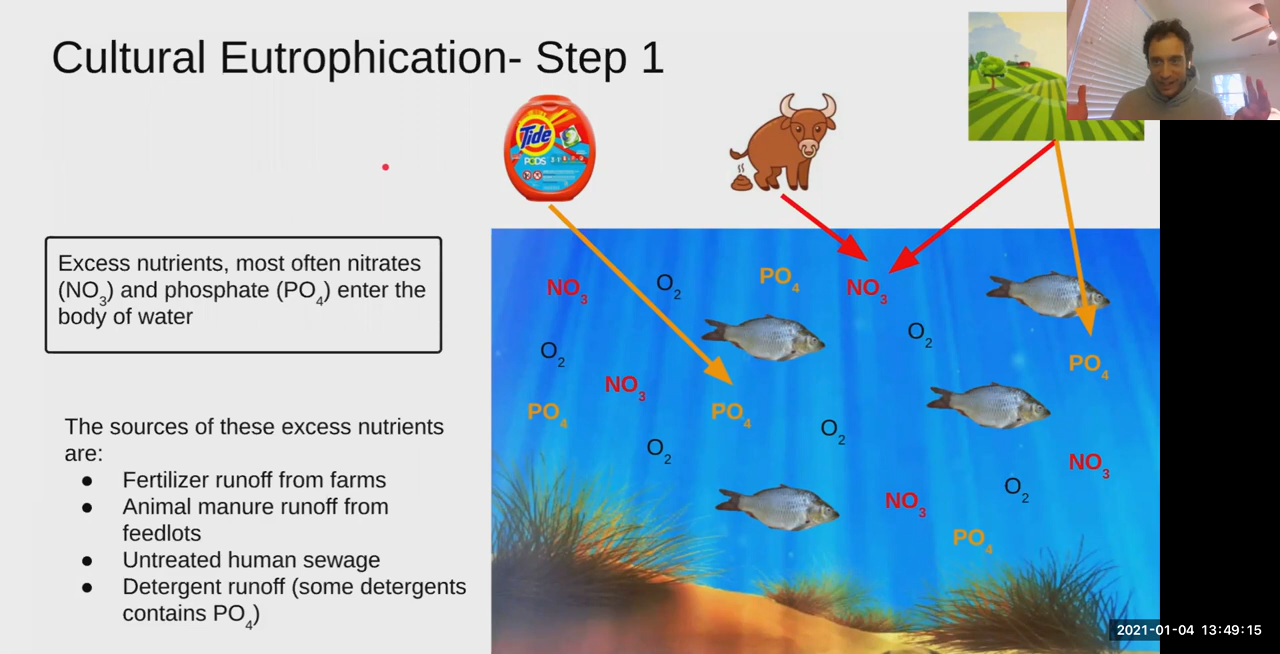 Cultural Eutrophication- Step 1
Tide
PODS
Excess nutrients, most often nitrates
(NO3) and phosphate (PO4) enter the
body of water
NO3
O2
PO4
NO3
O2
O2
PO4
NO3
PO4
PO4
O2
O2
NO3
NO3
O2
PO4
The sources of these excess nutrients
are:
● Fertilizer runoff from farms
● Animal manure runoff from
feedlots
● Untreated human sewage
● Detergent runoff (some detergents
contains PO4)
2021-01-04 13:49:15